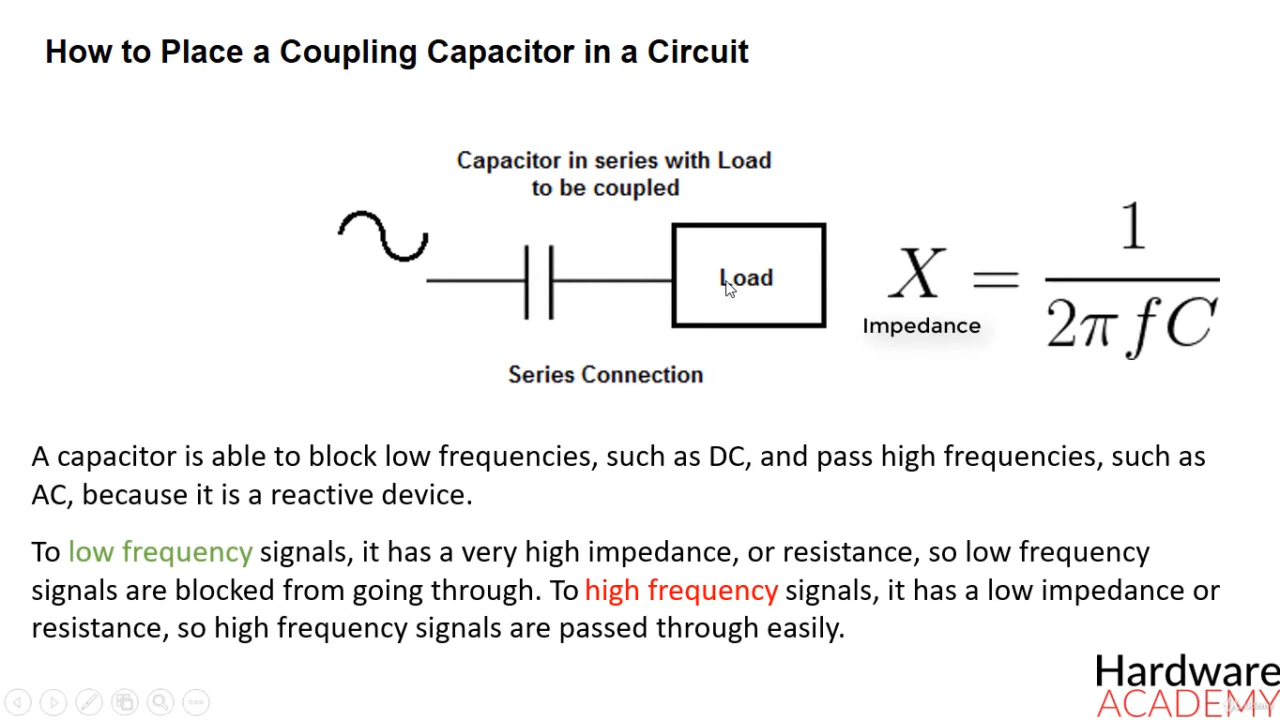 How to Place a Coupling Capacitor in a Circuit
Capacitor in series with Load
to be coupled
Load
Series Connection
X = 1 / 2πfC
Impedance
A capacitor is able to block low frequencies, such as DC, and pass high frequencies, such as
AC, because it is a reactive device.
To low frequency signals, it has a very high impedance, or resistance, so low frequency
signals are blocked from going through. To high frequency signals, it has a low impedance or
resistance, so high frequency signals are passed through easily.
Hardware
ACADEMY